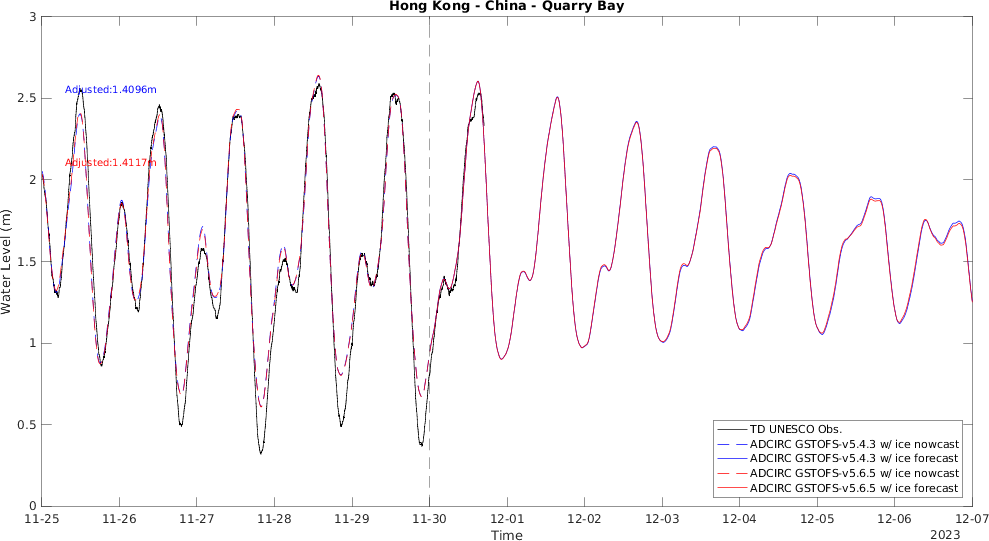 Hong Kong - China - Quarry Bay
3
2.5
2
1.5
1
0.5
0
Water Level (m)
Adjusted:1.4096m
Adjusted:1.4117m
TD UNESCO Obs.
ADCIRC GSTOFS-v5.4.3 w/ ice nowcast
ADCIRC GSTOFS-v5.4.3 w/ ice forecast
ADCIRC GSTOFS-v5.6.5 w/ ice nowcast
ADCIRC GSTOFS-v5.6.5 w/ ice forecast
11-25 11-26 11-27 11-28 11-29 11-30 12-01 12-02 12-03 12-04 12-05 12-06 12-07
Time
2023